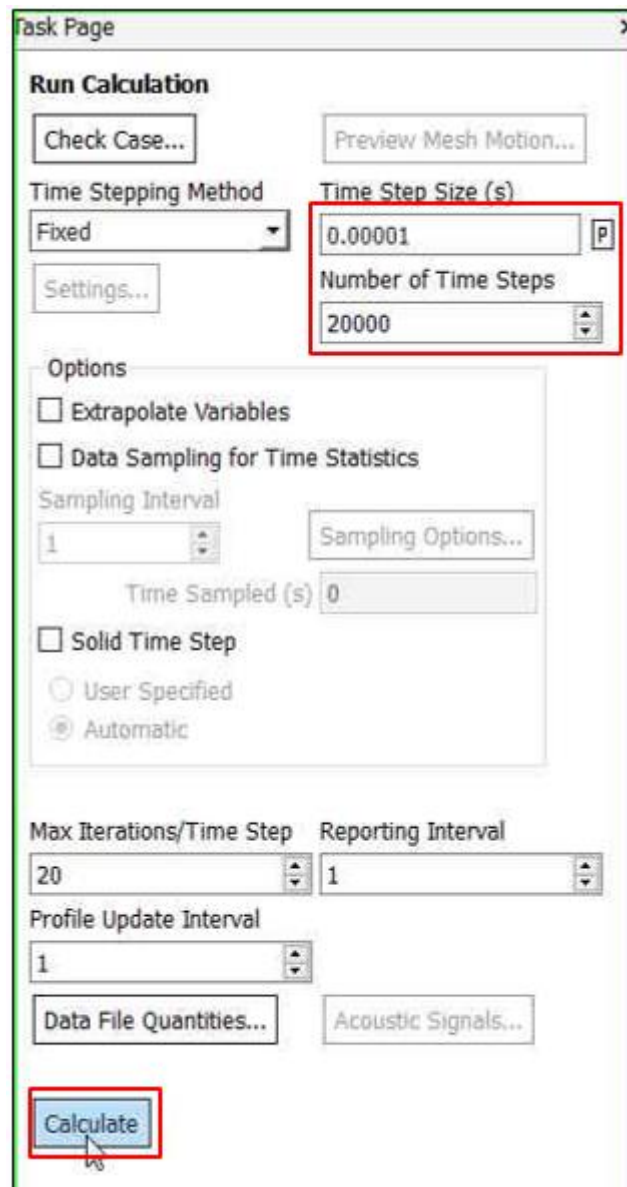 Task Page
Run Calculation
Check Case... Preview Mesh Motion...
Time Stepping Method Time Step Size (s)
Fixed 0.00001 P
Settings... Number of Time Steps
20000
Options
Extrapolate Variables
Data Sampling for Time Statistics
Sampling Interval
1 Sampling Options...
Time Sampled (s) 0
Solid Time Step
User Specified
Automatic
Max Iterations/Time Step Reporting Interval
20 1
Profile Update Interval
1
Data File Quantities... Acoustic Signals...
Calculate